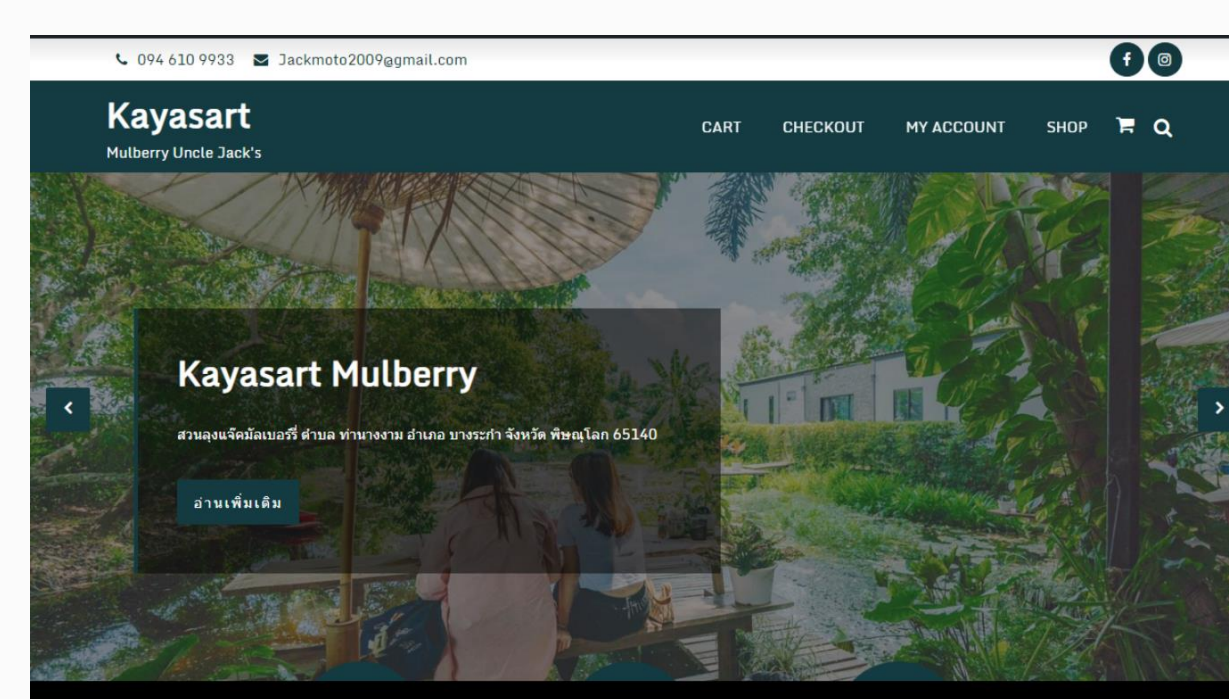 094 610 9933 Jackmoto2009@gmail.com
Kayasart
Mulberry Uncle Jack's
CART CHECKOUT MY ACCOUNT SHOP
Kayasart Mulberry
สวนลุงแจ๊คมัลเบอร์รี่ ตำบล ท่านางงาม อำเภอ บางระกำ จังหวัด พิษณุโลก 65140
อ่านเพิ่มเติม